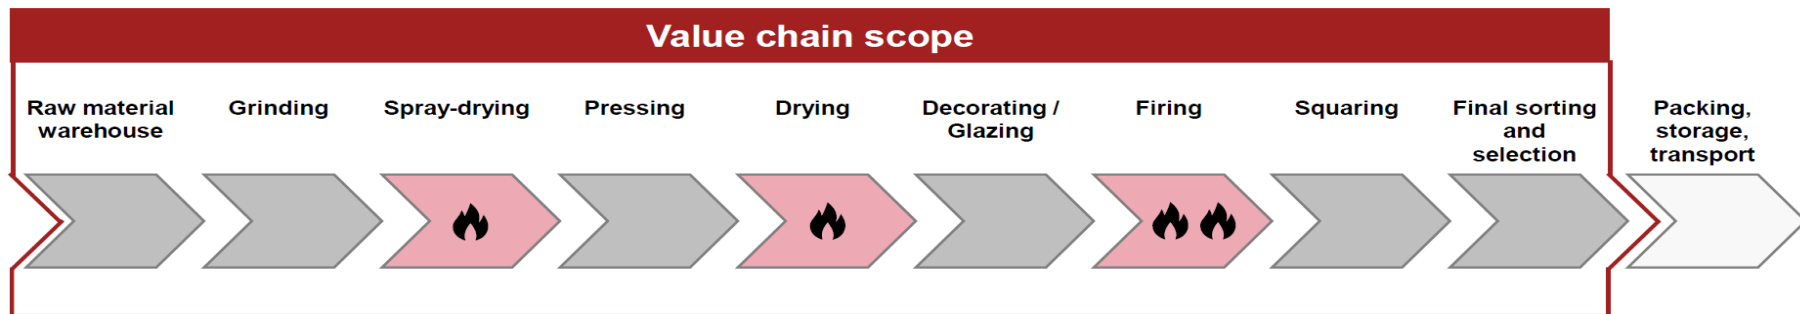 Value chain scope
Raw material
warehouse
Grinding
Spray-drying
Pressing
Drying
Decorating /
Glazing
Firing
Squaring
Final sorting
and
selection
Packing,
storage,
transport